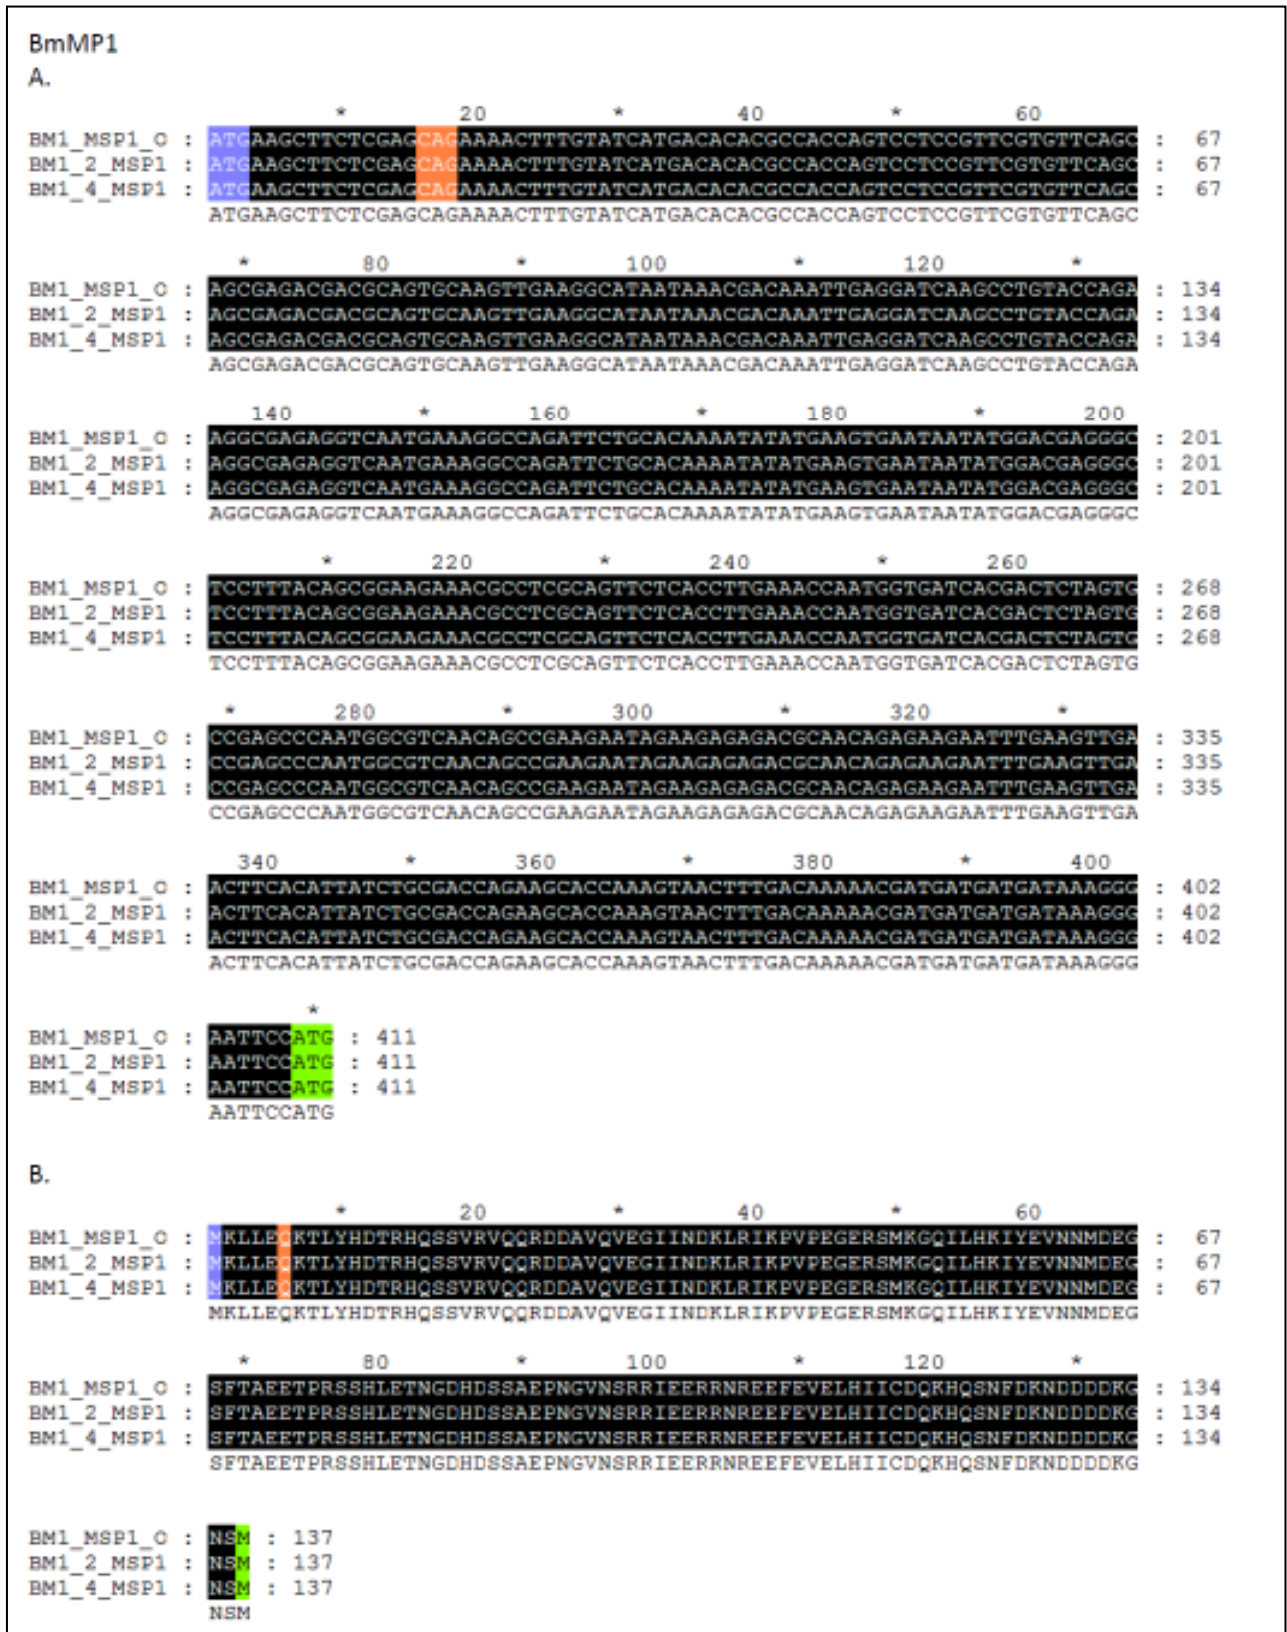 BmMP1
A.
* 20 * 40 * 60
BM1_MSP1_O : ATGAAGCTTCTCGAGCAGAAAACTTTGTATCATGACACACGCCACCAGTCCTCCGTTCGTGTTCAGC : 67
BM1_2_MSP1 : ATGAAGCTTCTCGAGCAGAAAACTTTGTATCATGACACACGCCACCAGTCCTCCGTTCGTGTTCAGC : 67
BM1_4_MSP1 : ATGAAGCTTCTCGAGCAGAAAACTTTGTATCATGACACACGCCACCAGTCCTCCGTTCGTGTTCAGC : 67
ATGAAGCTTCTCGAGCAGAAAACTTTGTATCATGACACACGCCACCAGTCCTCCGTTCGTGTTCAGC
* 80 * 100 * 120 *
BM1_MSP1_O : AGCGAGACGACGCAGTGCAAGTTGAAGGCATAATAAACGACAAATTGAGGATCAAGCCTGTACCAGA : 134
BM1_2_MSP1 : AGCGAGACGACGCAGTGCAAGTTGAAGGCATAATAAACGACAAATTGAGGATCAAGCCTGTACCAGA : 134
BM1_4_MSP1 : AGCGAGACGACGCAGTGCAAGTTGAAGGCATAATAAACGACAAATTGAGGATCAAGCCTGTACCAGA : 134
AGCGAGACGACGCAGTGCAAGTTGAAGGCATAATAAACGACAAATTGAGGATCAAGCCTGTACCAGA
140 * 160 * 180 * 200
BM1_MSP1_O : AGGCGAGAGGTCAATGAAAGGCCAGATTCTGCACAAAATATATGAAGTGAATAATATGGACGAGGGC : 201
BM1_2_MSP1 : AGGCGAGAGGTCAATGAAAGGCCAGATTCTGCACAAAATATATGAAGTGAATAATATGGACGAGGGC : 201
BM1_4_MSP1 : AGGCGAGAGGTCAATGAAAGGCCAGATTCTGCACAAAATATATGAAGTGAATAATATGGACGAGGGC : 201
AGGCGAGAGGTCAATGAAAGGCCAGATTCTGCACAAAATATATGAAGTGAATAATATGGACGAGGGC
* 220 * 240 * 260
BM1_MSP1_O : TCCTTTACAGCGGAAGAAACGCCTCGCAGTTCTCACCTTGAAACCAATGGTGATCACGACTCTAGTG : 268
BM1_2_MSP1 : TCCTTTACAGCGGAAGAAACGCCTCGCAGTTCTCACCTTGAAACCAATGGTGATCACGACTCTAGTG : 268
BM1_4_MSP1 : TCCTTTACAGCGGAAGAAACGCCTCGCAGTTCTCACCTTGAAACCAATGGTGATCACGACTCTAGTG : 268
TCCTTTACAGCGGAAGAAACGCCTCGCAGTTCTCACCTTGAAACCAATGGTGATCACGACTCTAGTG
* 280 * 300 * 320 *
BM1_MSP1_O : CCGAGCCCAATGGCGTCAACAGCCGAAGAATAGAAGAGAGACGCAACAGAGAAGAATTTGAAGTTGA : 335
BM1_2_MSP1 : CCGAGCCCAATGGCGTCAACAGCCGAAGAATAGAAGAGAGACGCAACAGAGAAGAATTTGAAGTTGA : 335
BM1_4_MSP1 : CCGAGCCCAATGGCGTCAACAGCCGAAGAATAGAAGAGAGACGCAACAGAGAAGAATTTGAAGTTGA : 335
CCGAGCCCAATGGCGTCAACAGCCGAAGAATAGAAGAGAGACGCAACAGAGAAGAATTTGAAGTTGA
340 * 360 * 380 * 400
BM1_MSP1_O : ACTTCACATTATCTGCGACCAGAAGCACCAAAGTAACTTTGACAAAAACGATGATGATGATAAAGGG : 402
BM1_2_MSP1 : ACTTCACATTATCTGCGACCAGAAGCACCAAAGTAACTTTGACAAAAACGATGATGATGATAAAGGG : 402
BM1_4_MSP1 : ACTTCACATTATCTGCGACCAGAAGCACCAAAGTAACTTTGACAAAAACGATGATGATGATAAAGGG : 402
ACTTCACATTATCTGCGACCAGAAGCACCAAAGTAACTTTGACAAAAACGATGATGATGATAAAGGG
*
BM1_MSP1_O : AATTCCATG : 411
BM1_2_MSP1 : AATTCCATG : 411
BM1_4_MSP1 : AATTCCATG : 411
AATTCCATG
B.
* 20 * 40 * 60
BM1_MSP1_O : MKLLEQKTLYHDTRHQSSVRVQQRDDAVQVEGIINDKLRIKPVPEGERSMKGQILHKIYEVNNMDEG : 67
BM1_2_MSP1 : MKLLEQKTLYHDTRHQSSVRVQQRDDAVQVEGIINDKLRIKPVPEGERSMKGQILHKIYEVNNMDEG : 67
BM1_4_MSP1 : MKLLEQKTLYHDTRHQSSVRVQQRDDAVQVEGIINDKLRIKPVPEGERSMKGQILHKIYEVNNMDEG : 67
MKLLEQKTLYHDTRHQSSVRVQQRDDAVQVEGIINDKLRIKPVPEGERSMKGQILHKIYEVNNMDEG
* 80 * 100 * 120 *
BM1_MSP1_O : SFTAEETPRSSHLETNGDHDSSAEPNGVNSRRIEERRNREEFEVELHIICDQKHQSNFDKNDDDDKG : 134
BM1_2_MSP1 : SFTAEETPRSSHLETNGDHDSSAEPNGVNSRRIEERRNREEFEVELHIICDQKHQSNFDKNDDDDKG : 134
BM1_4_MSP1 : SFTAEETPRSSHLETNGDHDSSAEPNGVNSRRIEERRNREEFEVELHIICDQKHQSNFDKNDDDDKG : 134
SFTAEETPRSSHLETNGDHDSSAEPNGVNSRRIEERRNREEFEVELHIICDQKHQSNFDKNDDDDKG
BM1_MSP1_O : NSM : 137
BM1_2_MSP1 : NSM : 137
BM1_4_MSP1 : NSM : 137
NSM